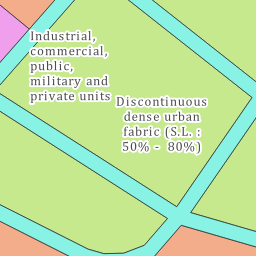 Industrial,
commercial,
public,
military and
private units
Discontinuous
dense urban
fabric (S.L. :
50% - 80%)